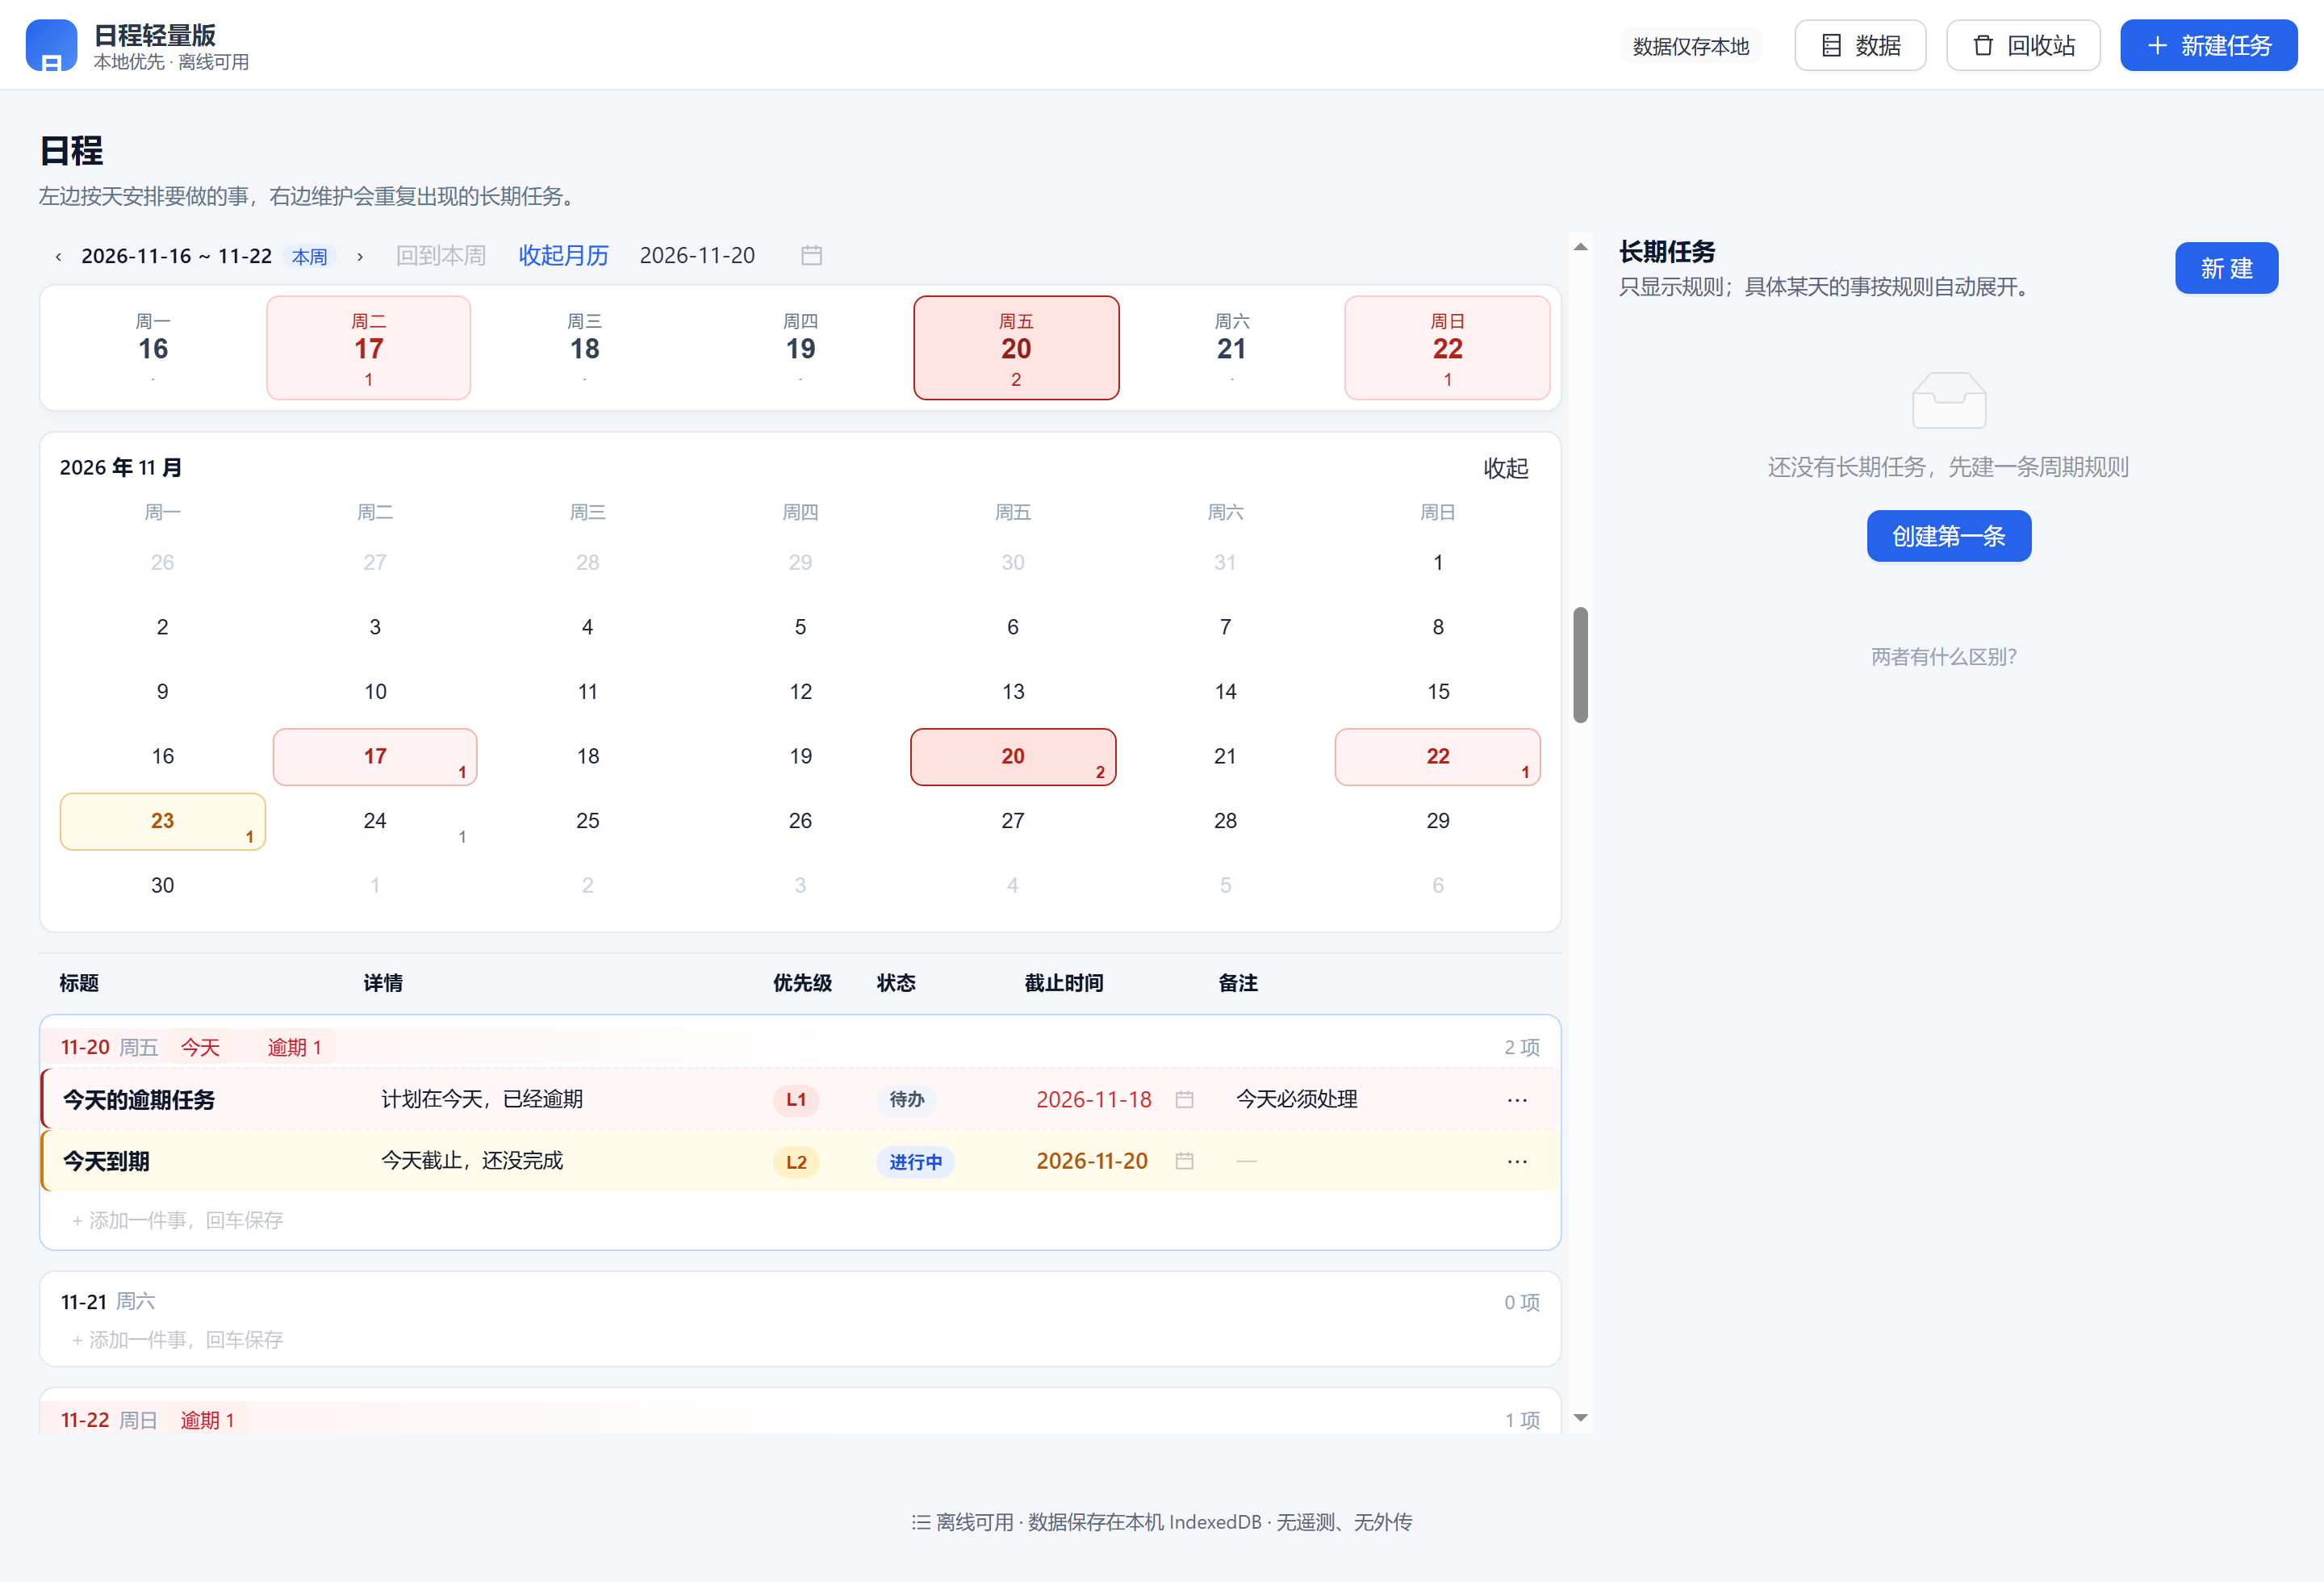 日
日程轻量版
本地优先 · 离线可用
数据仅存本地
数据
回收站
+ 新建任务
日程
左边按天安排要做的事，右边维护会重复出现的长期任务。
‹ 2026-11-16 ~ 11-22 本周 › 回到本周 收起月历 2026-11-20
周一 周二 周三 周四 周五 周六 周日
16 17 18 19 20 21 22
· 1 · · 2 · 1
2026 年 11 月 收起
周一 周二 周三 周四 周五 周六 周日
26 27 28 29 30 31 1
2 3 4 5 6 7 8
9 10 11 12 13 14 15
16 17 1 18 19 20 2 21 22 1
23 1 24 1 25 26 27 28 29
30 1 2 3 4 5 6
标题 详情 优先级 状态 截止时间 备注
11-20 周五 今天 逾期 1 2 项
今天的逾期任务 计划在今天，已经逾期 L1 待办 2026-11-18 今天必须处理 ···
今天到期 今天截止，还没完成 L2 进行中 2026-11-20 — ···
+ 添加一件事，回车保存
11-21 周六 0 项
+ 添加一件事，回车保存
11-22 周日 逾期 1 1 项
长期任务
只显示规则；具体某天的事按规则自动展开。
新 建
还没有长期任务，先建一条周期规则
创建第一条
两者有什么区别？
离线可用 · 数据保存在本机 IndexedDB · 无遥测、无外传